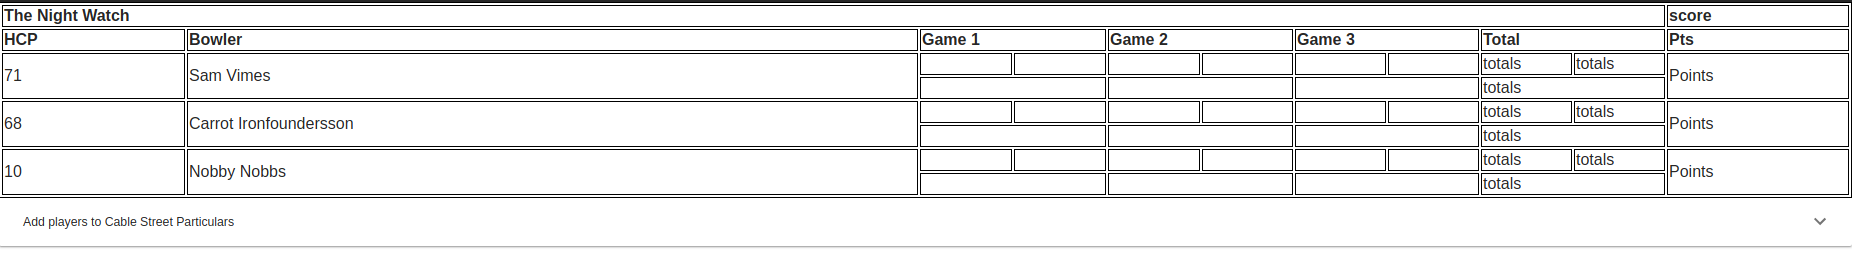 The Night Watch score
HCP Bowler Game 1 Game 2 Game 3 Total Pts
71 Sam Vimes totals totals Points
totals
68 Carrot Ironfoundersson totals totals Points
totals
10 Nobby Nobbs totals totals Points
totals
Add players to Cable Street Particulars